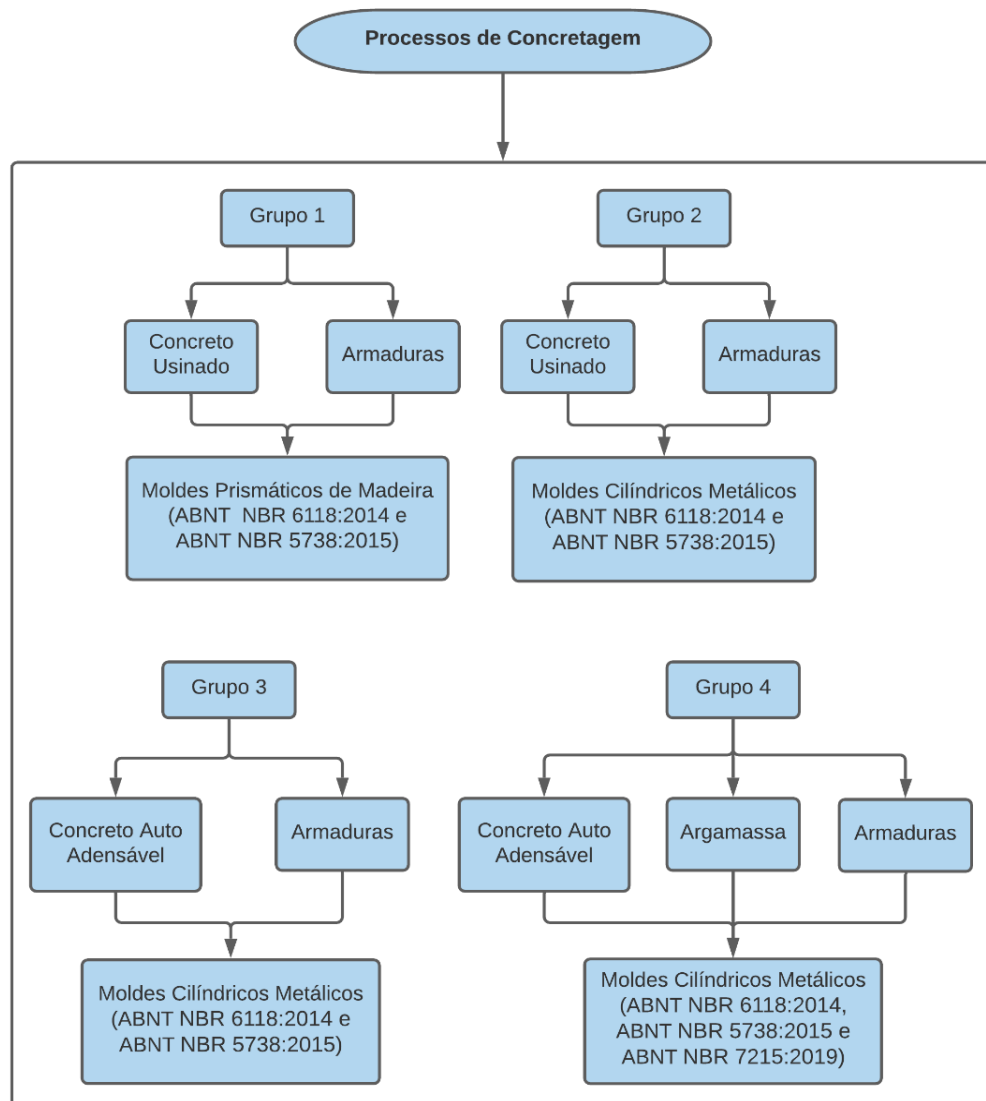 Processos de Concretagem
Grupo 1
Concreto
Usinado
Armaduras
Moldes Prismáticos de Madeira
(ABNT NBR 6118:2014 e
ABNT NBR 5738:2015)
Grupo 2
Concreto
Usinado
Armaduras
Moldes Cilíndricos Metálicos
(ABNT NBR 6118:2014 e
ABNT NBR 5738:2015)
Grupo 3
Concreto Auto
Adensável
Armaduras
Moldes Cilíndricos Metálicos
(ABNT NBR 6118:2014 e
ABNT NBR 5738:2015)
Grupo 4
Concreto Auto
Adensável
Argamassa
Armaduras
Moldes Cilíndricos Metálicos
(ABNT NBR 6118:2014,
ABNT NBR 5738:2015 e
ABNT NBR 7215:2019)